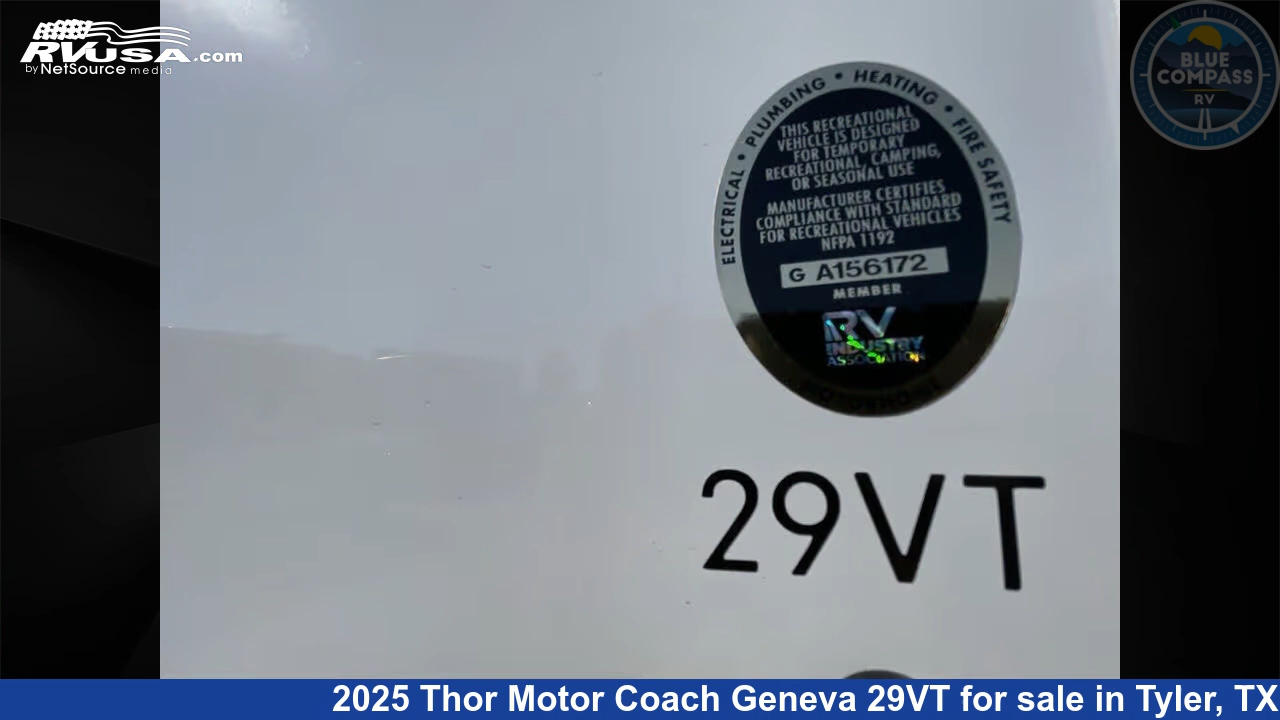 RVUSA.com
by NetSource media
BLUE
COMPASS
RV
ELECTRICAL • PLUMBING • HEATING • FIRE SAFETY
THIS RECREATIONAL
VEHICLE IS DESIGNED
FOR TEMPORARY
RECREATIONAL, CAMPING,
OR SEASONAL USE
MANUFACTURER CERTIFIES
COMPLIANCE WITH STANDARD
FOR RECREATIONAL VEHICLES
NFPA 1192
G A156172
MEMBER
RV
INDUSTRY
ASSOCIATION
29VT
2025 Thor Motor Coach Geneva 29VT for sale in Tyler, TX